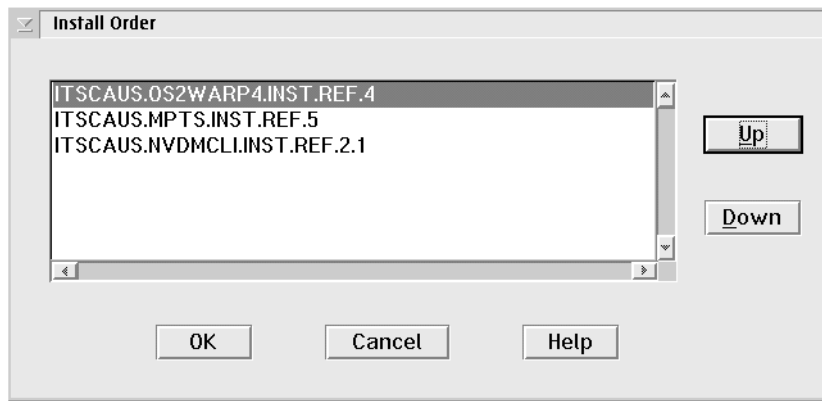 Install Order
ITSCAUS.OS2WARP4.INST.REF.4
ITSCAUS.MPTS.INST.REF.5
ITSCAUS.NVDMCLI.INST.REF.2.1
Up
Down
OK
Cancel
Help